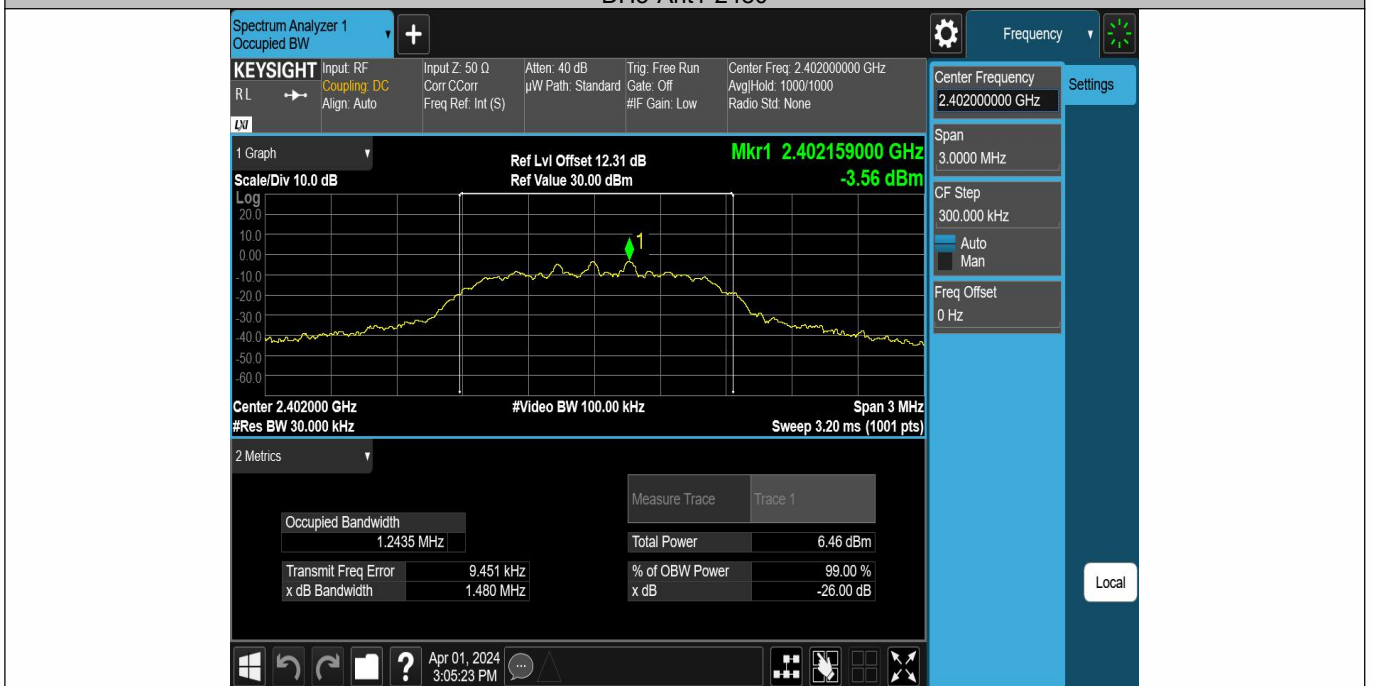 Spectrum Analyzer 1
Occupied BW
Frequency
KEYSIGHT
RL
LXI
Input: RF
Coupling: DC
Align: Auto
Input Z: 50 Ω
Corr CCorr
Freq Ref: Int (S)
Atten: 40 dB
µW Path: Standard
Trig: Free Run
Gate: Off
#IF Gain: Low
Center Freq: 2.402000000 GHz
Avg|Hold: 1000/1000
Radio Std: None
Center Frequency
2.402000000 GHz
Settings
Span
3.0000 MHz
CF Step
300.000 kHz
Auto
Man
Freq Offset
0 Hz
Local
1 Graph
Scale/Div 10.0 dB
Ref Lvl Offset 12.31 dB
Ref Value 30.00 dBm
Mkr1 2.402159000 GHz
-3.56 dBm
Log
20.0
10.0
0.00
-10.0
-20.0
-30.0
-40.0
-50.0
-60.0
1
Center 2.402000 GHz
#Video BW 100.00 kHz
Span 3 MHz
#Res BW 30.000 kHz
Sweep 3.20 ms (1001 pts)
2 Metrics
Measure Trace
Trace 1
Occupied Bandwidth
1.2435 MHz
Total Power
6.46 dBm
Transmit Freq Error
9.451 kHz
% of OBW Power
99.00 %
x dB Bandwidth
1.480 MHz
x dB
-26.00 dB
?
Apr 01, 2024
3:05:23 PM